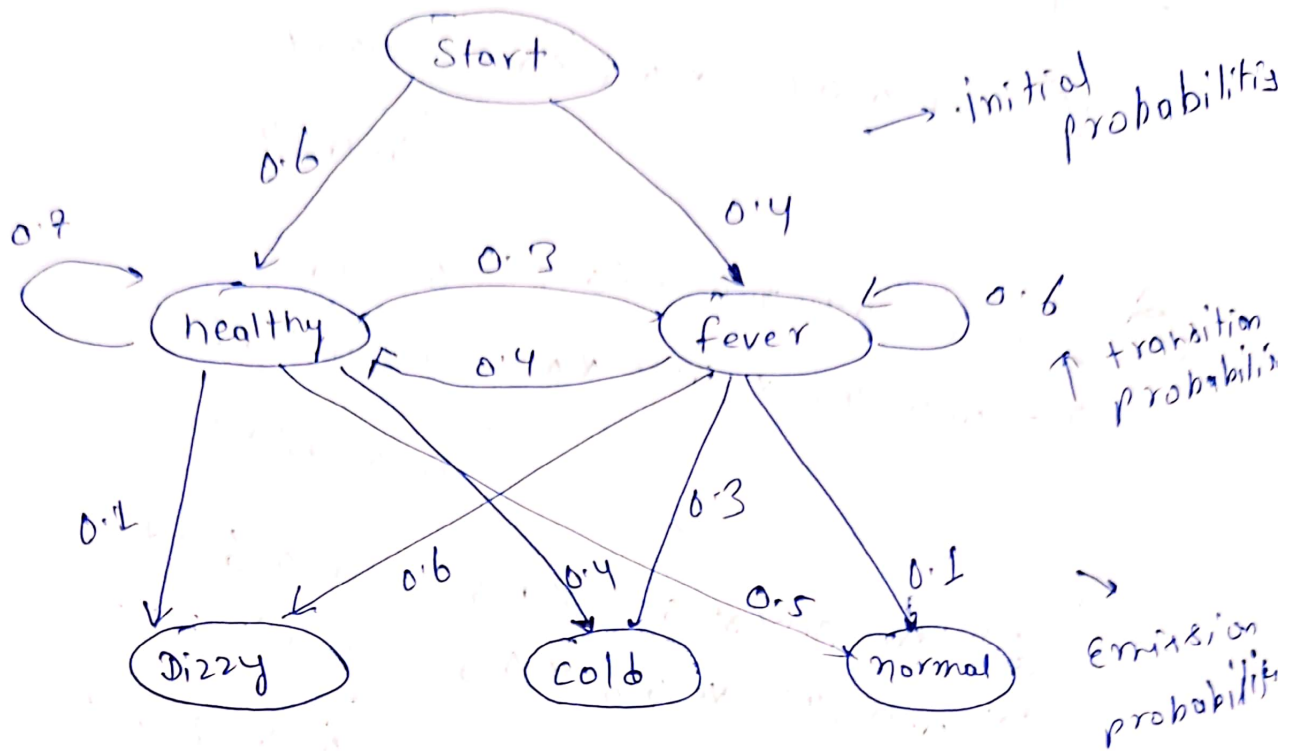 Start
→ initial
probabilitis
0.6
0.4
0.7
0.3
healthy
fever
0.6
0.4
↑ transition
probabilis
0.1
0.6
0.4
0.3
0.5
0.1
Dizzy
cold
normal
Emission
probabilitis